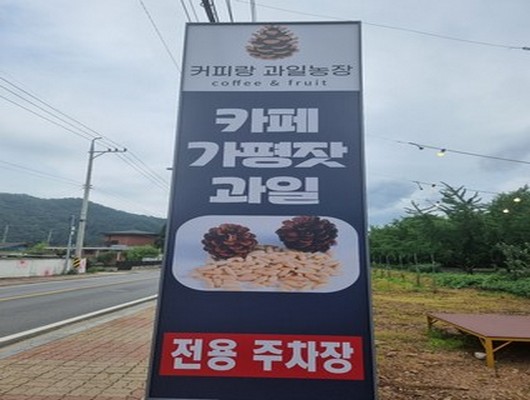 커피랑 과일농장
coffee & fruit
카페
가평잣
과일
전용 주차장